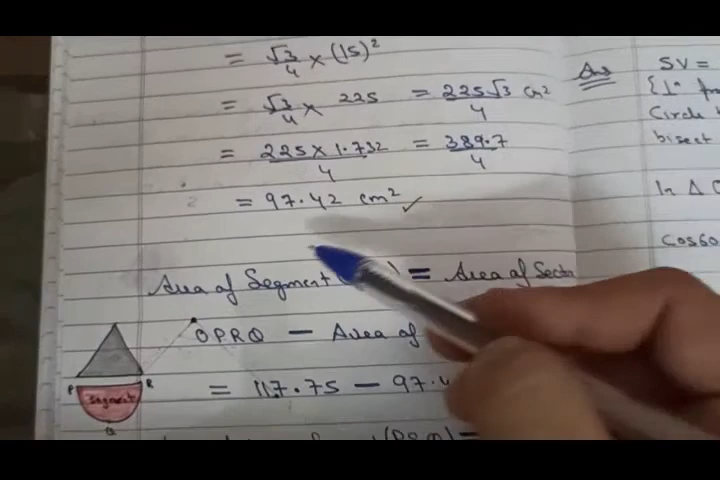 = √3/4 × (15)²
= √3/4 × 225 = 225√3/4 cm²
= 225 × 1.732/4 = 389.7/4
= 97.42 cm² ✓
Area of Segment = Area of Sector
OPRQ — Area of
= 117.75 — 97.4
P R
Segment
Q
Ans
SV =
Circle
bisect
In Δ
Cos60